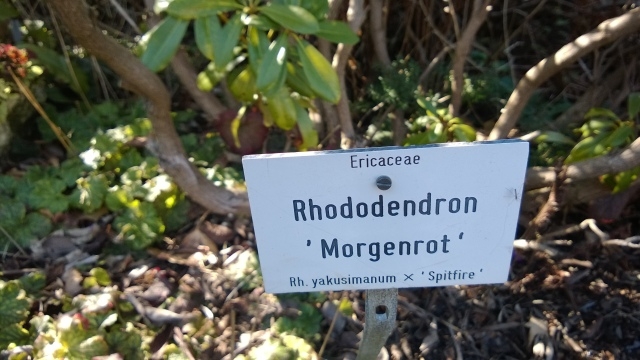 Ericaceae
Rhododendron
'Morgenrot'
Rh. yakusimanum × 'Spitfire'